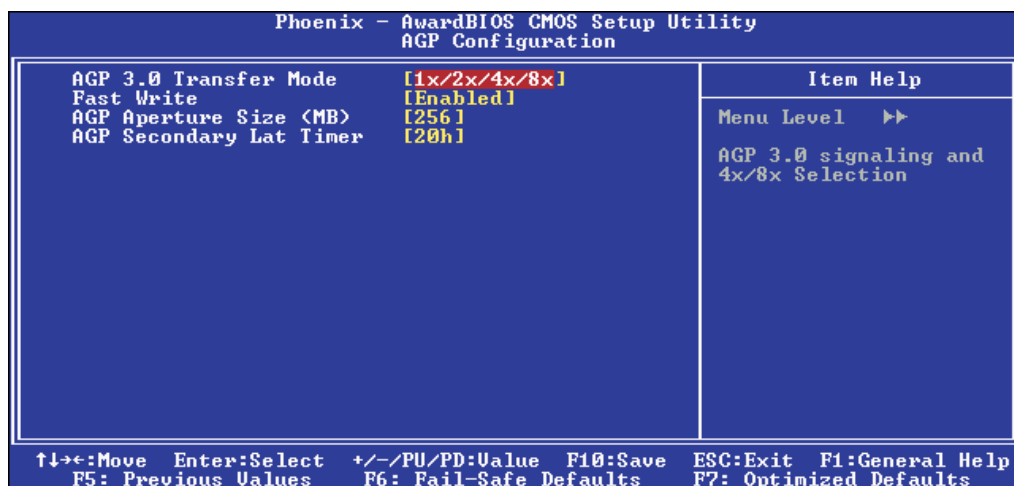 Phoenix - AwardBIOS CMOS Setup Utility
AGP Configuration
AGP 3.0 Transfer Mode [1x/2x/4x/8x]
Fast Write [Enabled]
AGP Aperture Size (MB) [256]
AGP Secondary Lat Timer [20h]
Item Help
Menu Level ▶▶
AGP 3.0 signaling and
4x/8x Selection
↑↓→←:Move Enter:Select +/-/PU/PD:Value F10:Save ESC:Exit F1:General Help
F5: Previous Values F6: Fail-Safe Defaults F7: Optimized Defaults